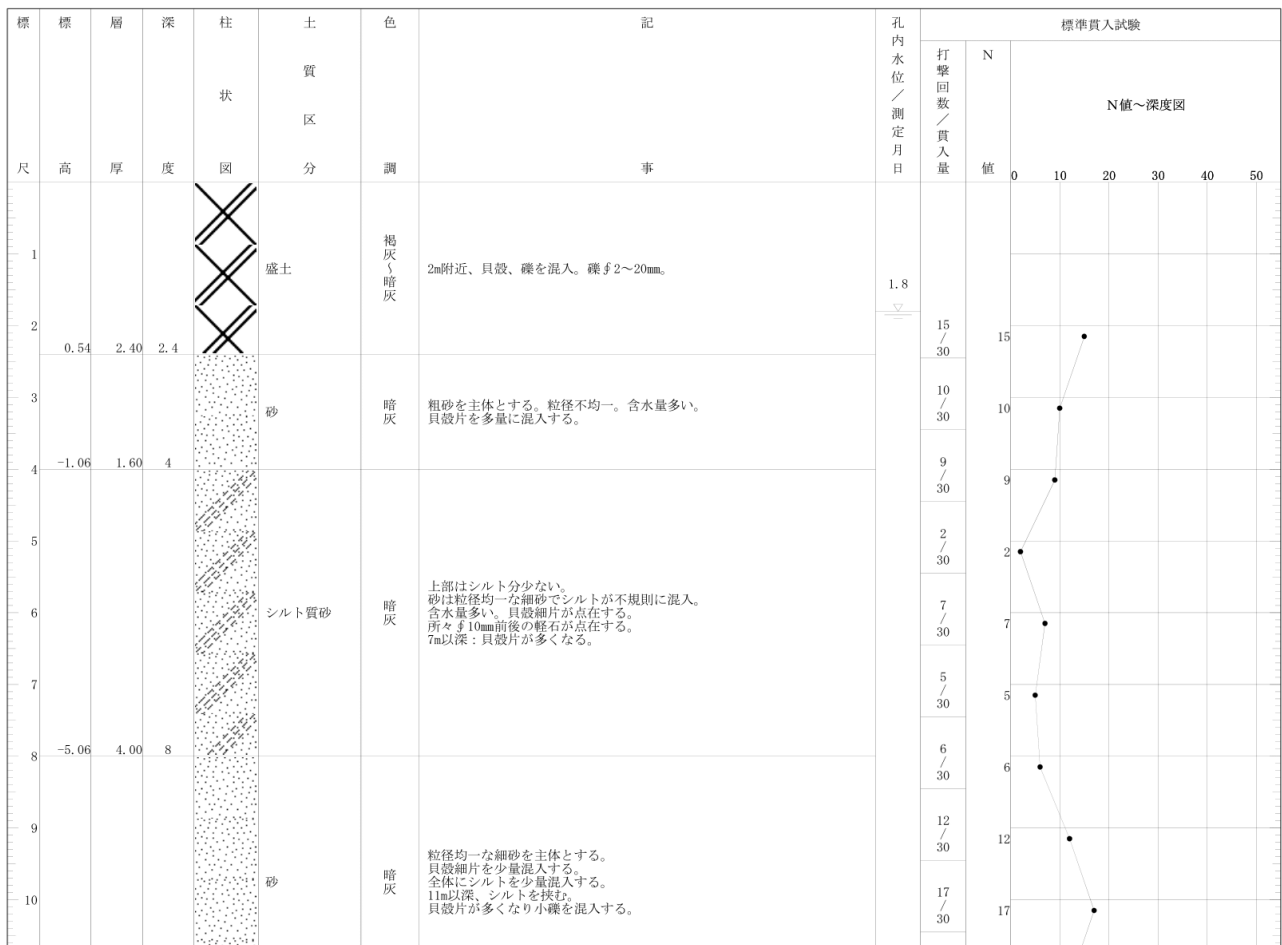 標尺
標高
層厚
深度
柱状図
土質区分
色調
記事
孔内水位／測定月日
標準貫入試験
打撃回数／貫入量
N値
N値～深度図
0 10 20 30 40 50
1
盛土
褐灰～暗灰
2m附近、貝殻、礫を混入。礫∮2～20mm。
1.8
2
0.54 2.40 2.4
15/30
15
3
砂
暗灰
粗砂を主体とする。粒径不均一。含水量多い。
貝殻片を多量に混入する。
10/30
10
4
-1.06 1.60 4
9/30
9
5
2/30
2
6
シルト質砂
暗灰
上部はシルト分少ない。
砂は粒径均一な細砂でシルトが不規則に混入。
含水量多い。貝殻細片が点在する。
所々∮10mm前後の軽石が点在する。
7m以深：貝殻片が多くなる。
7/30
7
7
5/30
5
8
-5.06 4.00 8
6/30
6
9
12/30
12
砂
暗灰
粒径均一な細砂を主体とする。
貝殻細片を少量混入する。
全体にシルトを少量混入する。
11m以深、シルトを挟む。
貝殻片が多くなり小礫を混入する。
10
17/30
17